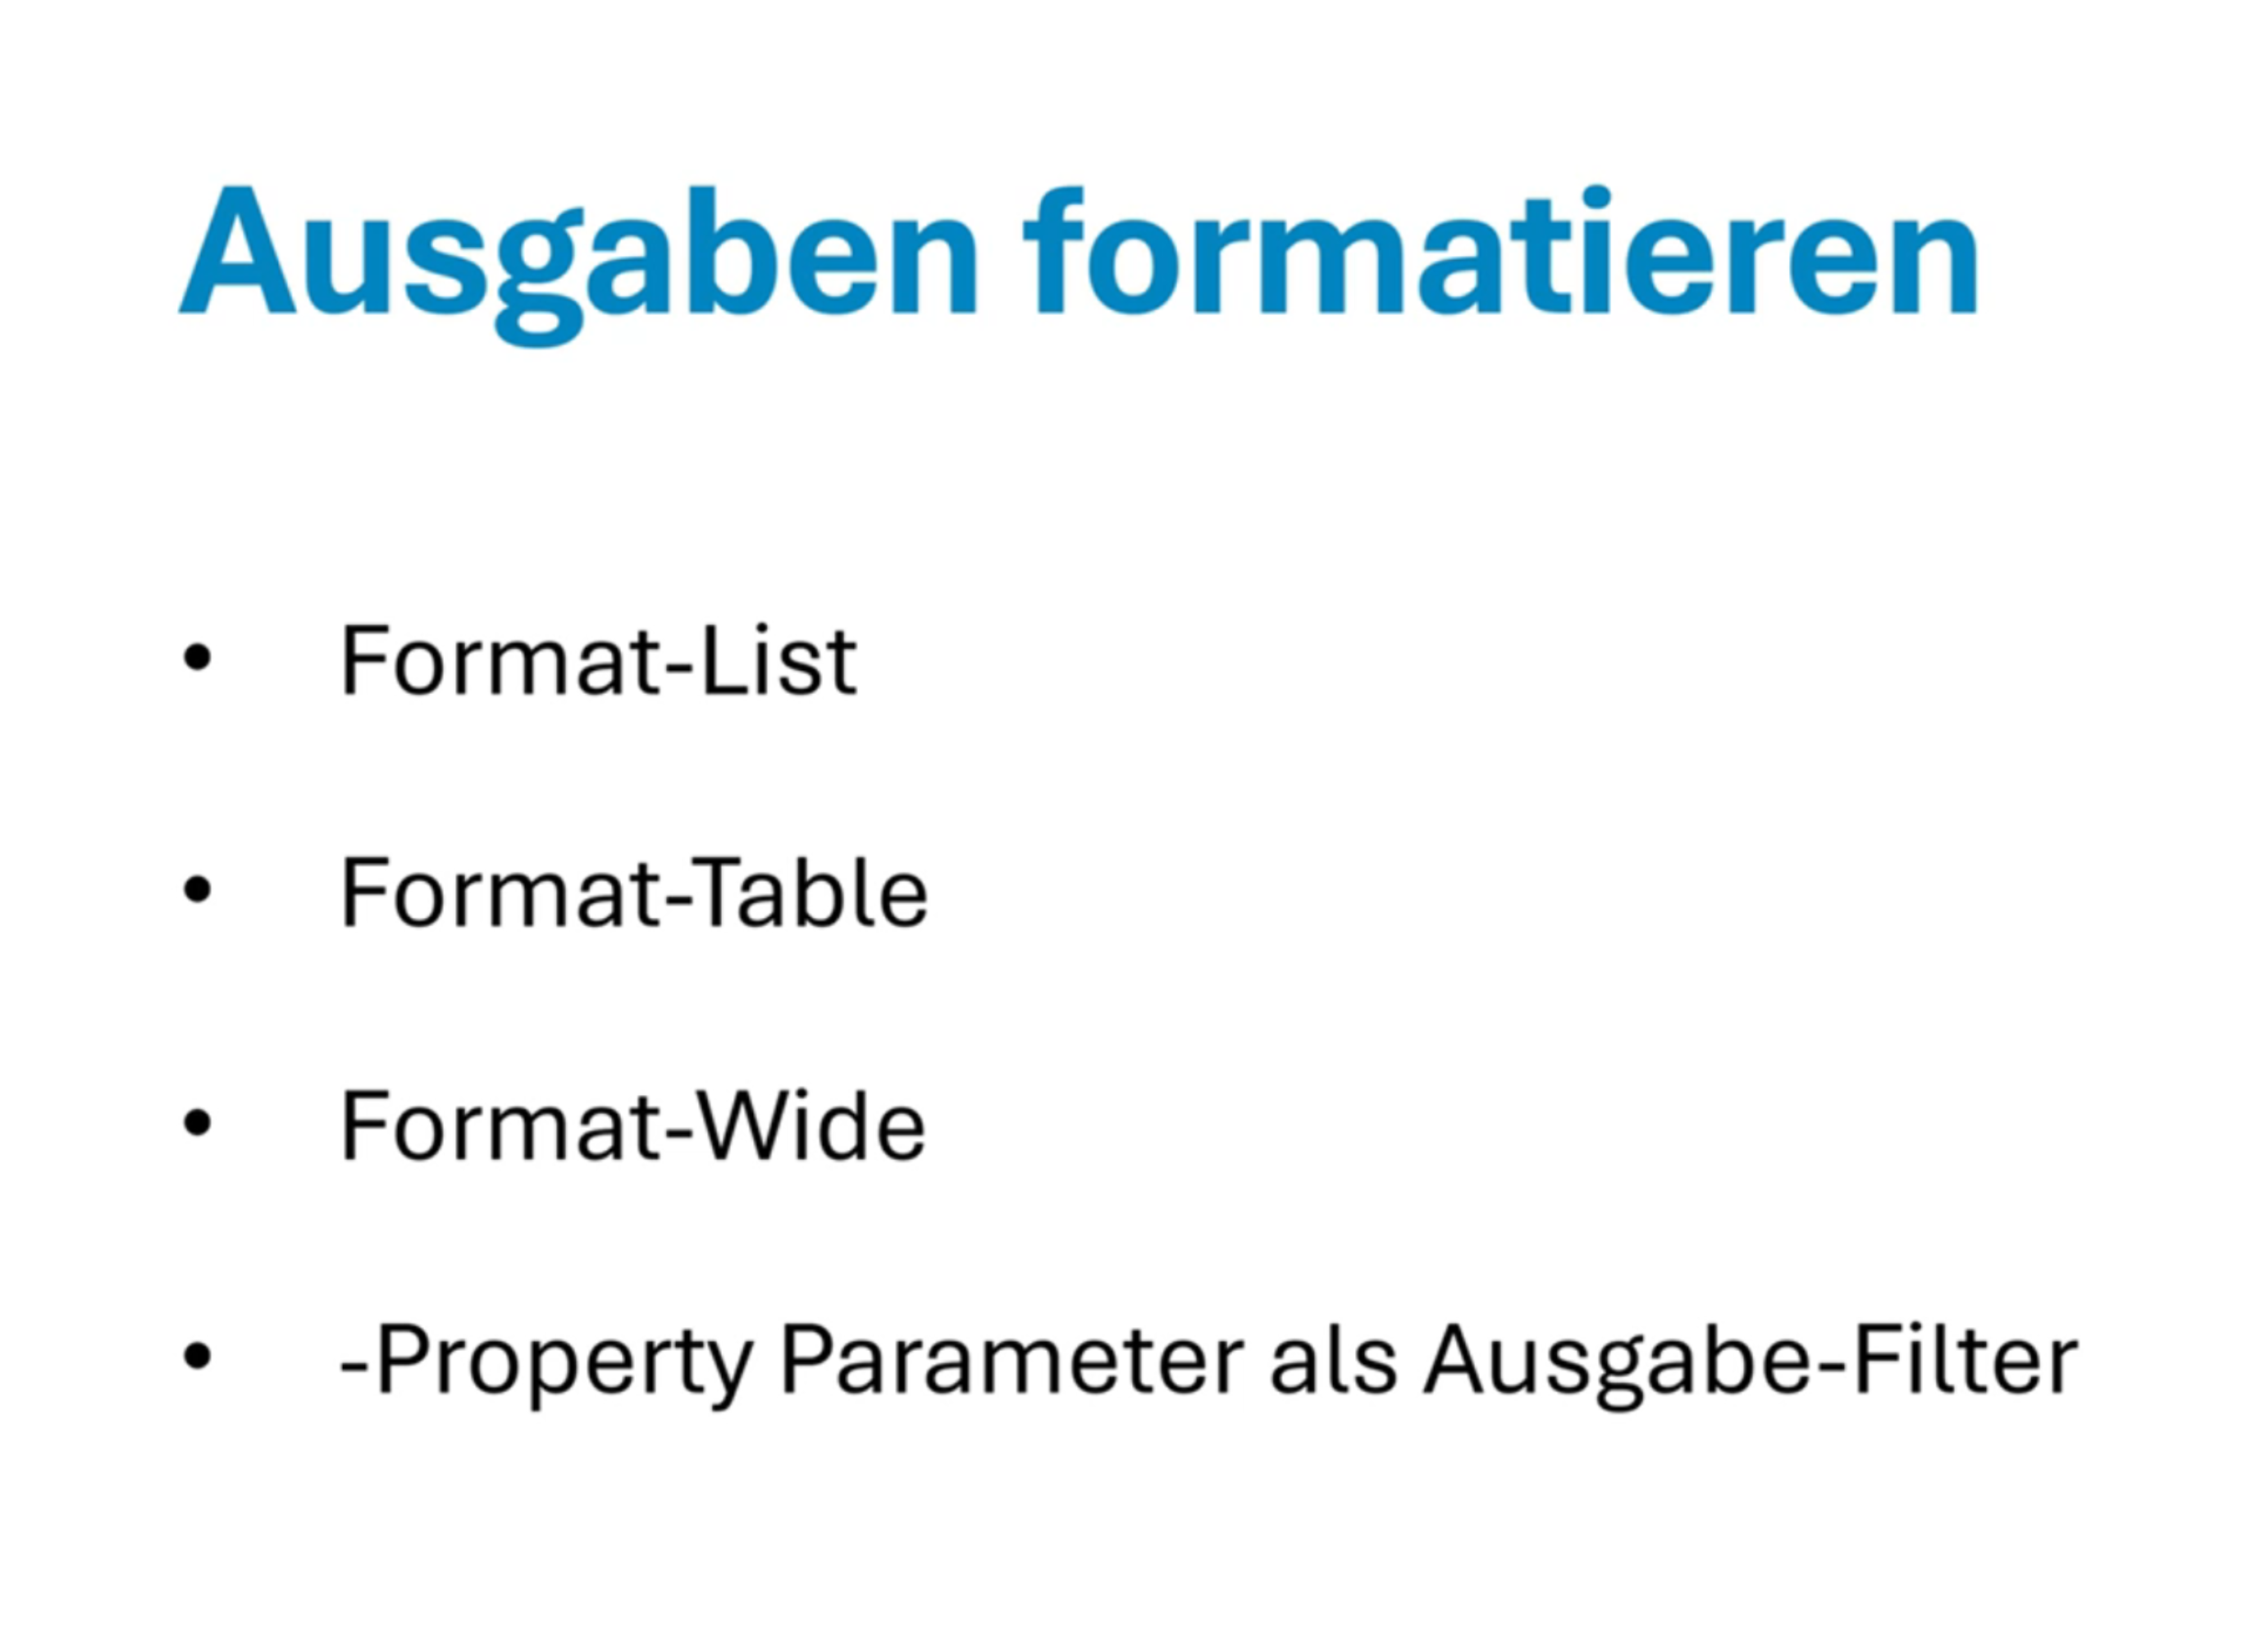 Ausgaben formatieren
• Format-List
• Format-Table
• Format-Wide
• -Property Parameter als Ausgabe-Filter